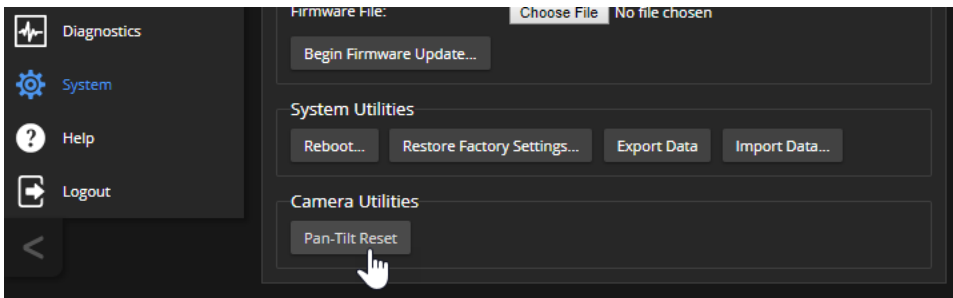 Diagnostics
System
Help
Logout
Firmware File: Choose File No file chosen
Begin Firmware Update...
System Utilities
Reboot... Restore Factory Settings... Export Data Import Data...
Camera Utilities
Pan-Tilt Reset